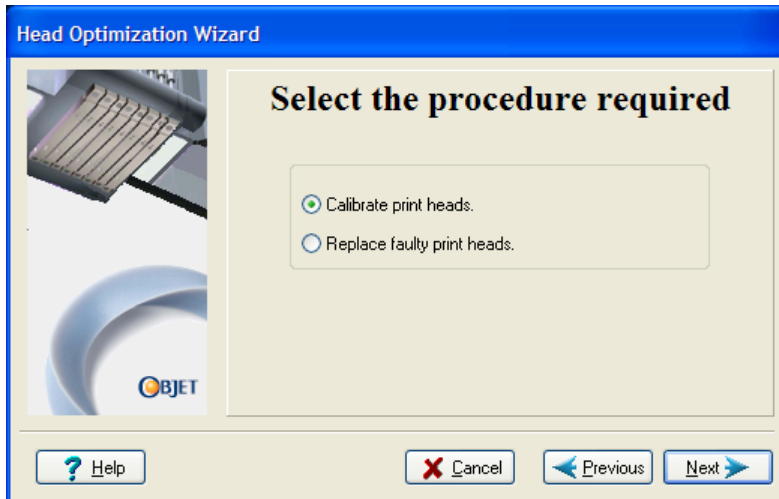 Head Optimization Wizard
Select the procedure required
Calibrate print heads.
Replace faulty print heads.
OBJET
Help
Cancel
Previous
Next